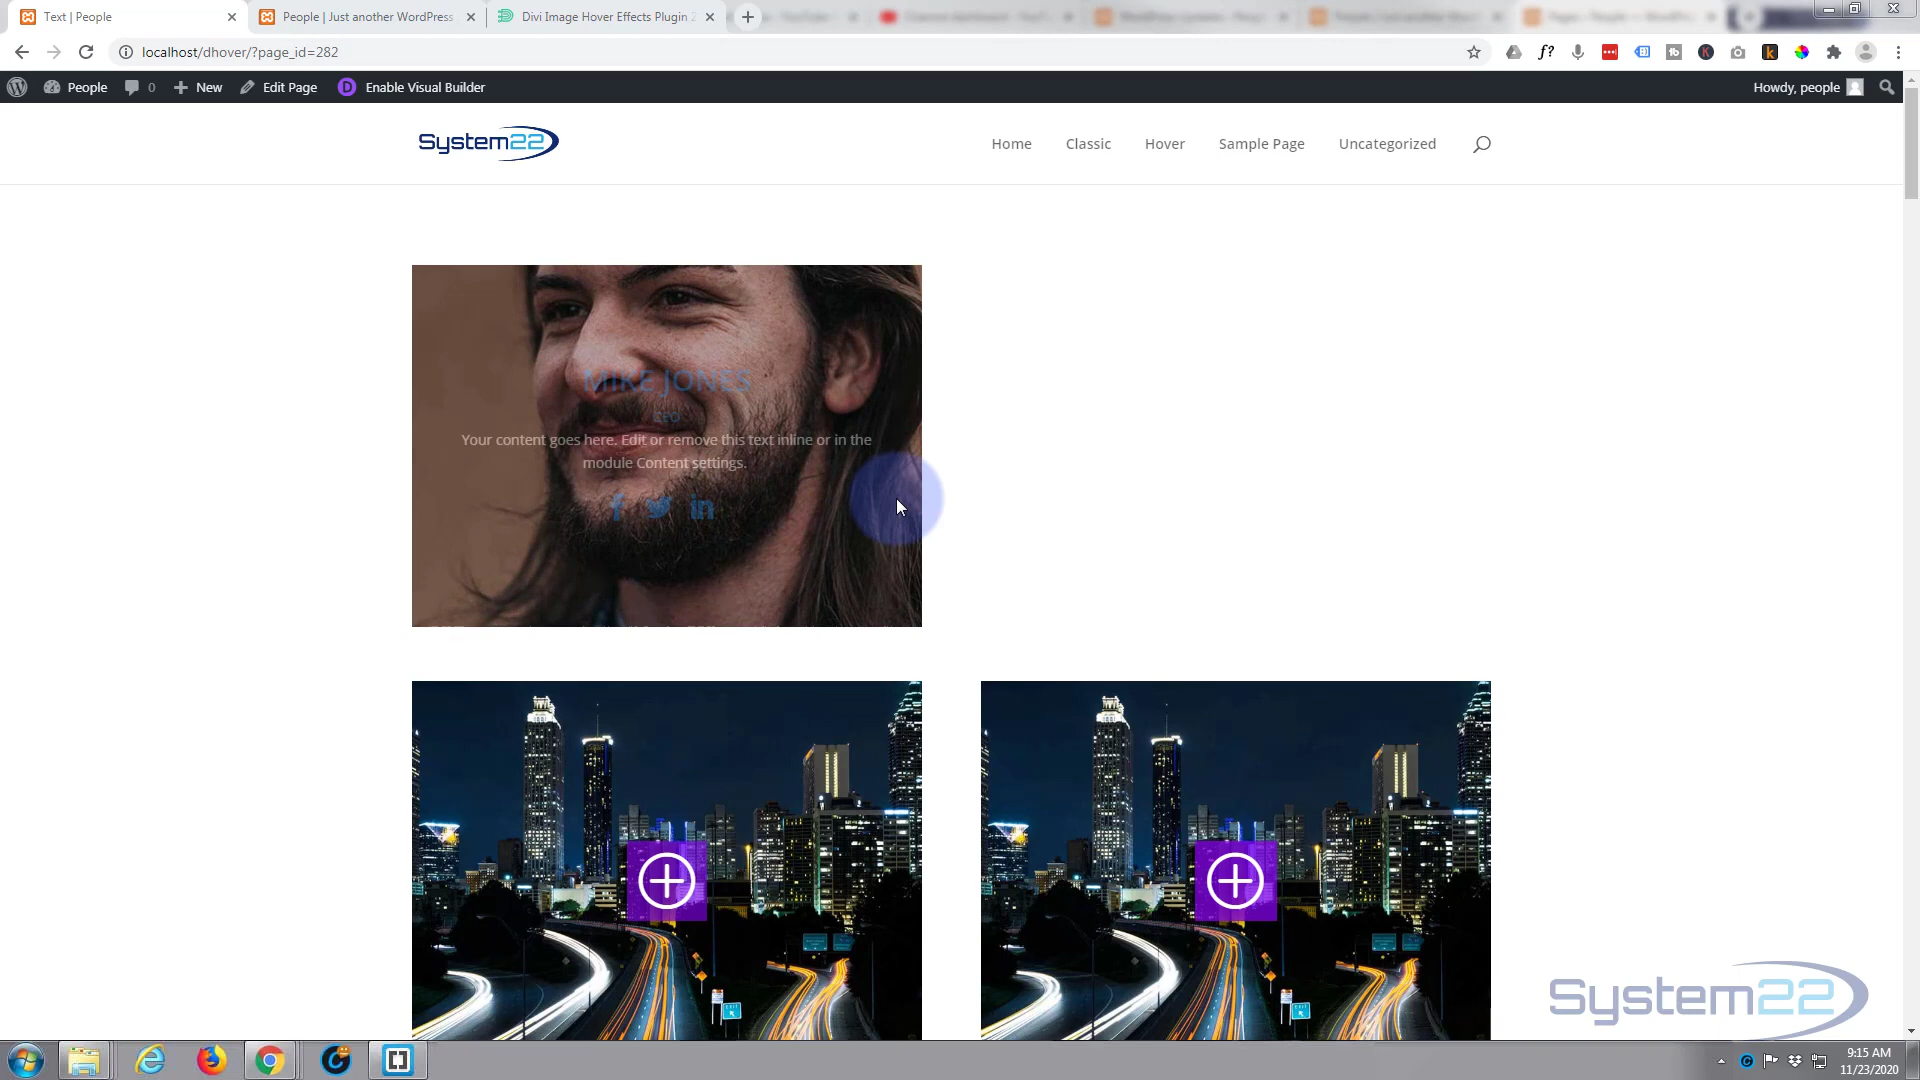 Text | People
People | Just another WordPress
Divi Image Hover Effects Plugin 2
localhost/dhover/?page_id=282
People
0
New
Edit Page
Enable Visual Builder
Howdy, people
System22
Home
Classic
Hover
Sample Page
Uncategorized
MIKE JONES
CEO
Your content goes here. Edit or remove this text inline or in the
module Content settings.
System22
9:15 AM
11/23/2020